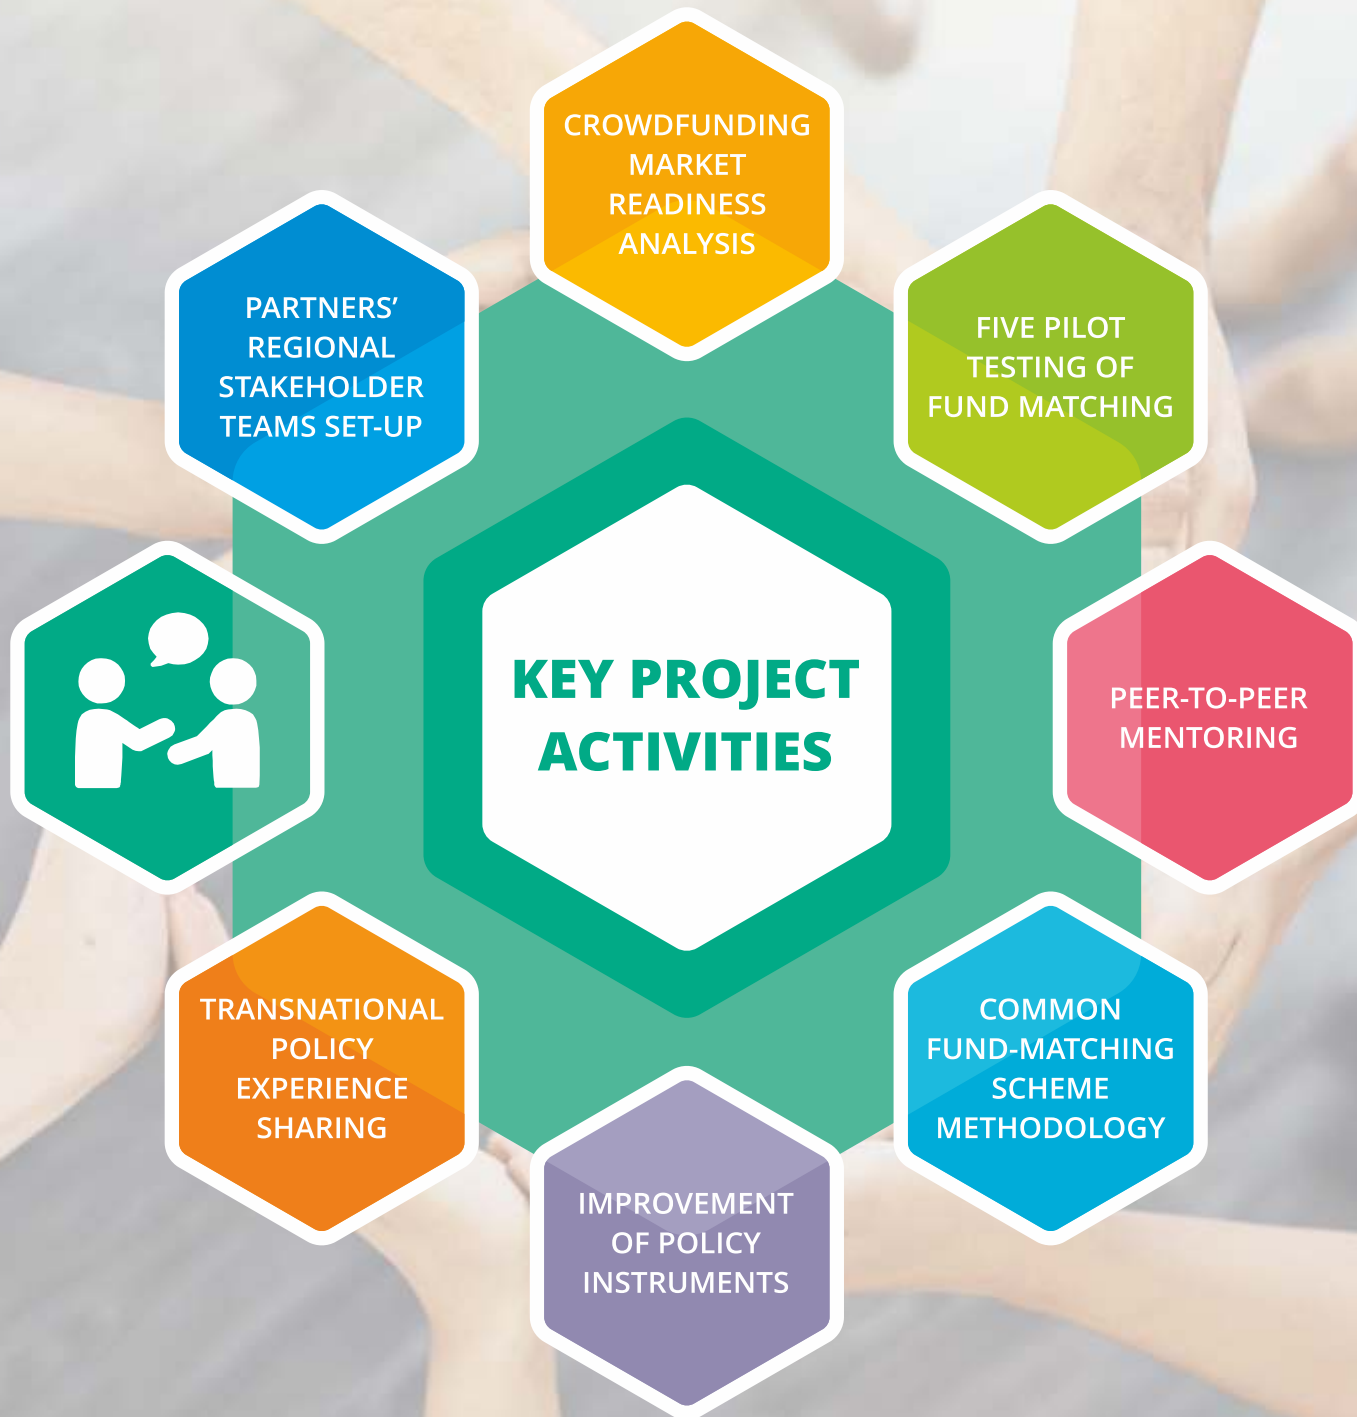 CROWDFUNDING
MARKET
READINESS
ANALYSIS
PARTNERS’
REGIONAL
STAKEHOLDER
TEAMS SET-UP
FIVE PILOT
TESTING OF
FUND MATCHING
KEY PROJECT
ACTIVITIES
PEER-TO-PEER
MENTORING
TRANSNATIONAL
POLICY
EXPERIENCE
SHARING
COMMON
FUND-MATCHING
SCHEME
METHODOLOGY
IMPROVEMENT
OF POLICY
INSTRUMENTS